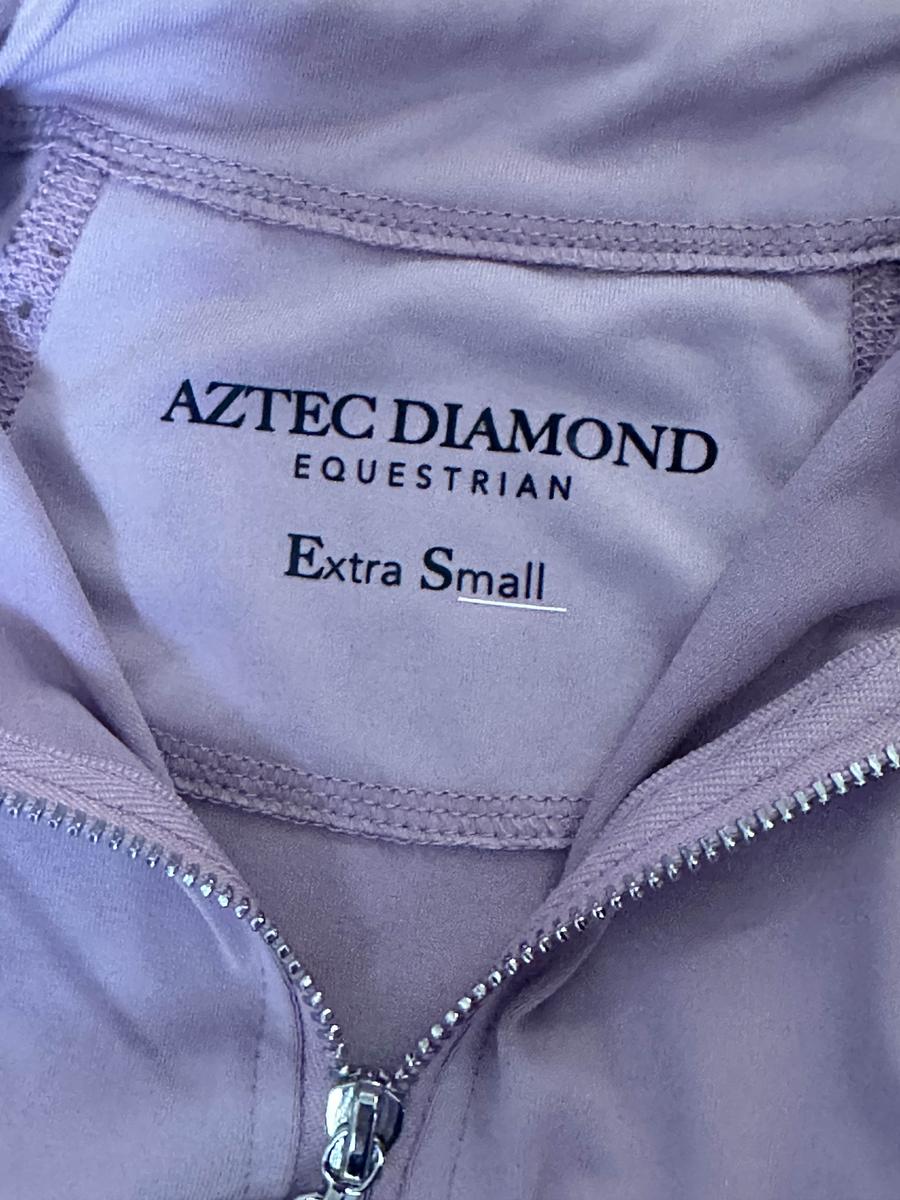 AZTEC DIAMOND
EQUESTRIAN
Extra Small